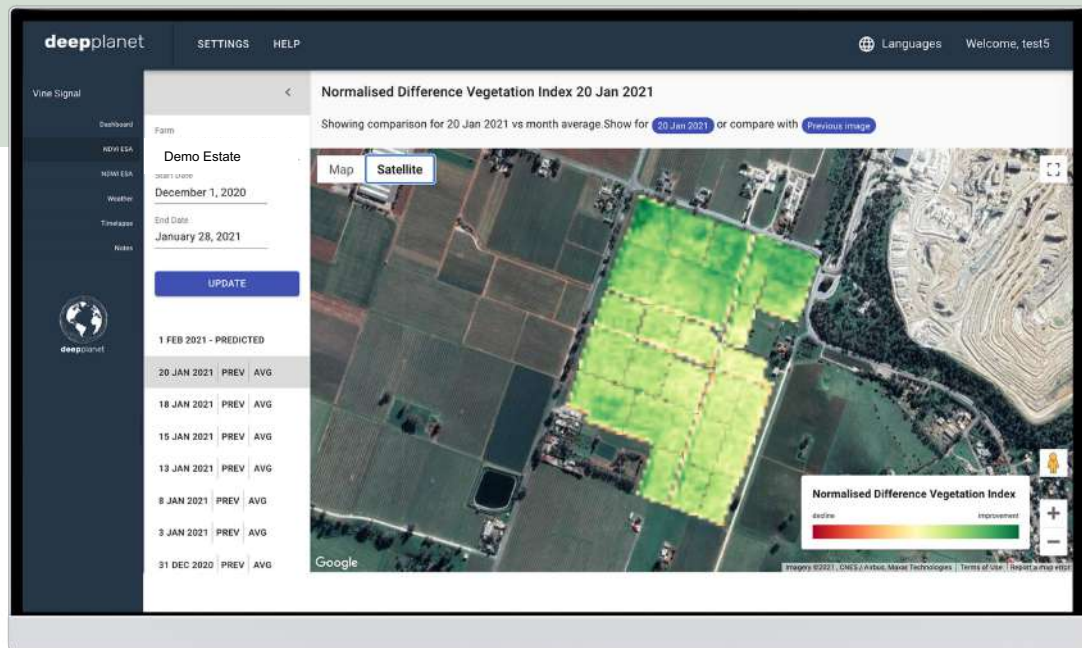 deepplanet
SETTINGS
HELP
Languages
Welcome, test5
Vine Signal
Dashboard
NDVI ESA
NDWI ESA
Weather
Timelapse
Notes
deepplanet
<
Farm
Demo Estate
Start Date
December 1, 2020
End Date
January 28, 2021
UPDATE
1 FEB 2021 - PREDICTED
20 JAN 2021 PREV AVG
18 JAN 2021 PREV AVG
15 JAN 2021 PREV AVG
13 JAN 2021 PREV AVG
8 JAN 2021 PREV AVG
3 JAN 2021 PREV AVG
31 DEC 2020 PREV AVG
Normalised Difference Vegetation Index 20 Jan 2021
Showing comparison for 20 Jan 2021 vs month average.Show for 20 Jan 2021 or compare with Previous image
Map
Satellite
Normalised Difference Vegetation Index
decline
improvement
+
−
Google
Imagery ©2021 , CNES / Airbus, Maxar Technologies
Terms of Use
Report a map error